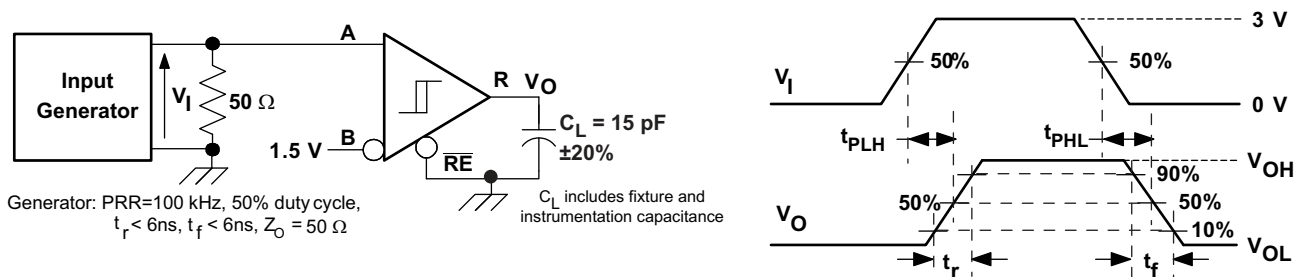 Input
Generator
V_I
50 Ω
A
1.5 V
B
R
V_O
R̅E̅
C_L = 15 pF
±20%
C_L includes fixture and
instrumentation capacitance
Generator: PRR=100 kHz, 50% duty cycle,
t_r < 6ns, t_f < 6ns, Z_O = 50 Ω
V_I
50%
50%
3 V
0 V
t_PLH
t_PHL
V_O
50%
90%
50%
10%
V_OH
V_OL
t_r
t_f